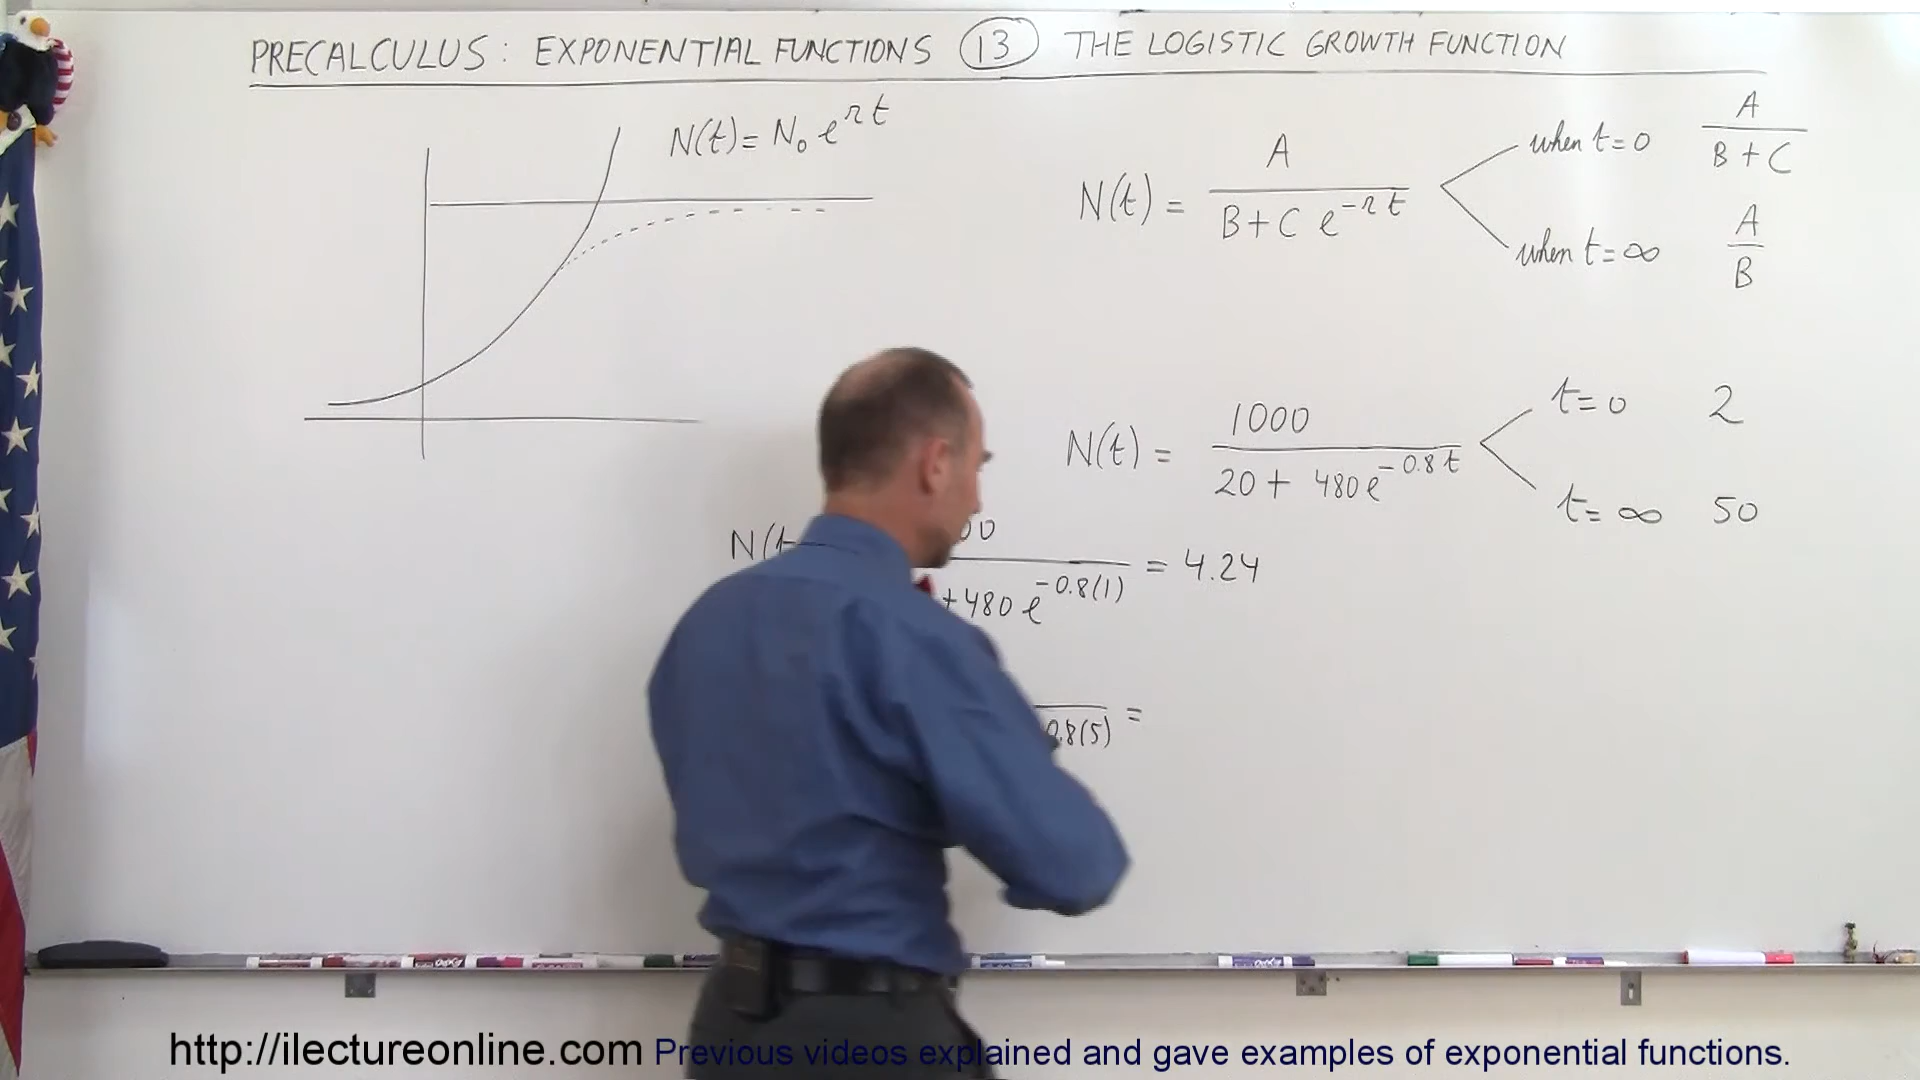 PRECALCULUS: EXPONENTIAL FUNCTIONS 13 THE LOGISTIC GROWTH FUNCTION
N(t) = N₀ e^rt
N(t) = A / (B + C e^-rt)
when t = 0 A / (B + C)
when t = ∞ A / B
N(t) = 1000 / (20 + 480 e^-0.8t)
t = 0 2
t = ∞ 50
N(t 00 / + 480 e^-0.8(1) = 4.24
0.8(5) =
http://ilectureonline.com Previous videos explained and gave examples of exponential functions.